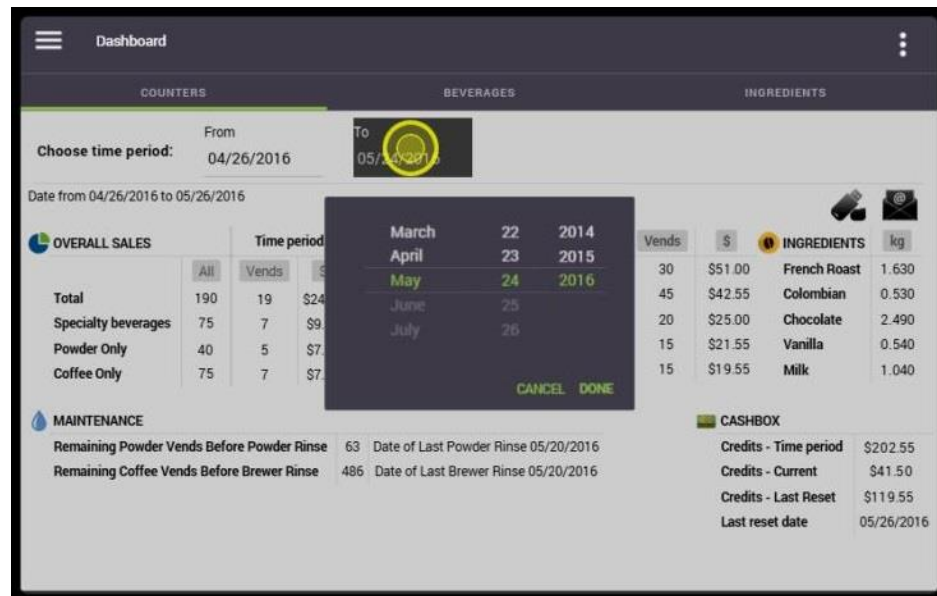 Dashboard
COUNTERS BEVERAGES INGREDIENTS
Choose time period: From 04/26/2016 To 05/24/2016
Date from 04/26/2016 to 05/26/2016
OVERALL SALES Time period Vends $ INGREDIENTS kg
All Vends
30 $51.00 French Roast 1.630
Total 190 19 $24 45 $42.55 Colombian 0.530
Specialty beverages 75 7 $9. 20 $25.00 Chocolate 2.490
Powder Only 40 5 $7. 15 $21.55 Vanilla 0.540
Coffee Only 75 7 $7. 15 $19.55 Milk 1.040
March 22 2014
April 23 2015
May 24 2016
June 25
July 26
CANCEL DONE
MAINTENANCE
Remaining Powder Vends Before Powder Rinse 63 Date of Last Powder Rinse 05/20/2016
Remaining Coffee Vends Before Brewer Rinse 486 Date of Last Brewer Rinse 05/20/2016
CASHBOX
Credits - Time period $202.55
Credits - Current $41.50
Credits - Last Reset $119.55
Last reset date 05/26/2016